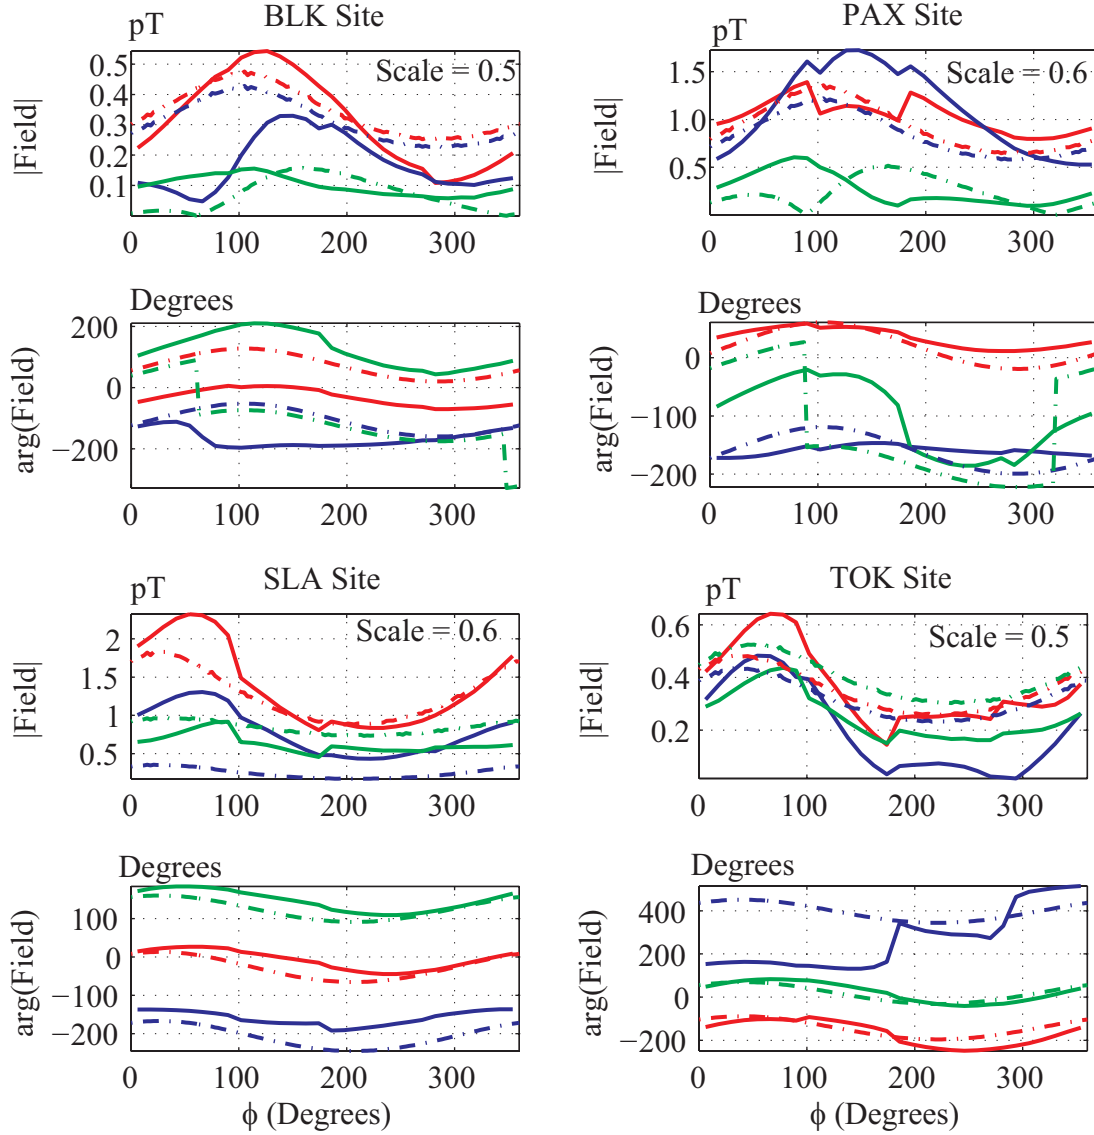 BLK Site
pT
Scale = 0.5
|Field|
0.5
0.4
0.3
0.2
0.1
0 100 200 300
PAX Site
pT
Scale = 0.6
|Field|
1.5
1.0
0.5
0 100 200 300
Degrees
arg(Field)
200
0
−200
0 100 200 300
Degrees
arg(Field)
0
−100
−200
0 100 200 300
SLA Site
pT
Scale = 0.6
|Field|
2
1.5
1
0.5
0 100 200 300
TOK Site
pT
Scale = 0.5
|Field|
0.6
0.4
0.2
0 100 200 300
Degrees
arg(Field)
100
0
−100
−200
0 100 200 300
ϕ (Degrees)
Degrees
arg(Field)
400
200
0
−200
0 100 200 300
ϕ (Degrees)